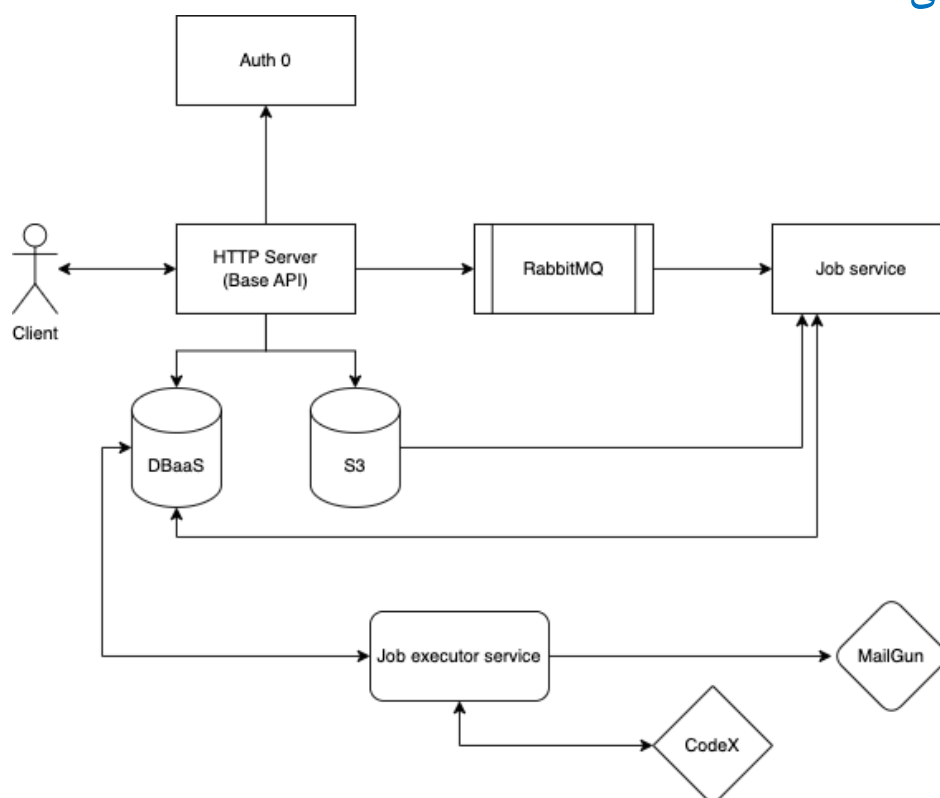 Auth 0
HTTP Server
(Base API)
RabbitMQ
Job service
Client
DBaaS
S3
Job executor service
MailGun
CodeX